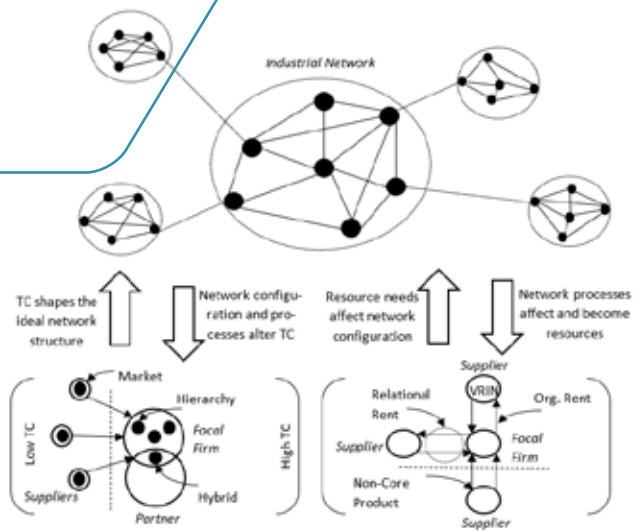 Industrial Network
TC shapes the
ideal network
structure
Network configu-
ration and pro-
cesses alter TC
Resource needs
affect network
configuration
Network processes
affect and become
resources
Market
Hierarchy
Low TC
Focal
Firm
High TC
Suppliers
Hybrid
Partner
Supplier
VRIN
Relational
Rent
Org. Rent
Supplier
Focal
Firm
Non-Core
Product
Supplier